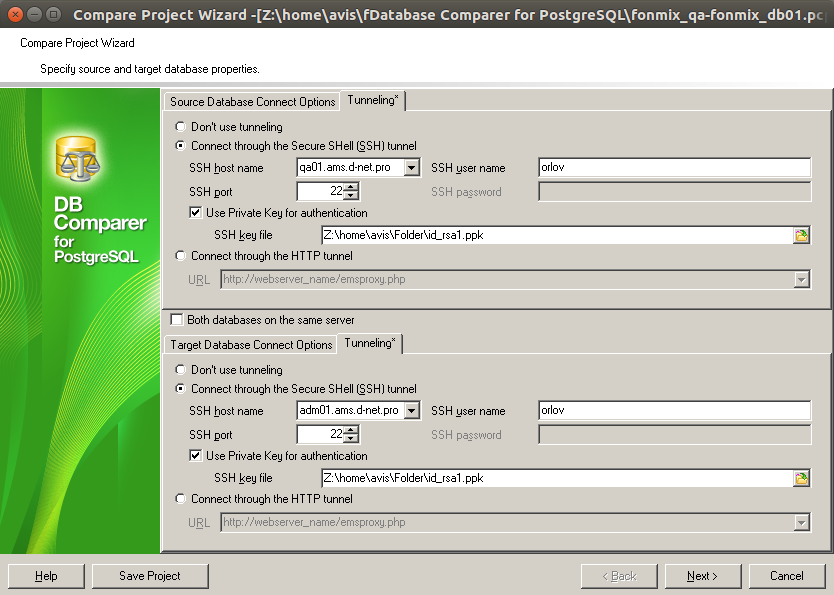 Compare Project Wizard -[Z:\home\avis\fDatabase Comparer for PostgreSQL\fonmix_qa-fonmix_db01.pc
Compare Project Wizard
Specify source and target database properties.
DB
Comparer
for
PostgreSQL
Source Database Connect Options Tunneling*
Don't use tunneling
Connect through the Secure SHell (SSH) tunnel
SSH host name qa01.ams.d-net.pro SSH user name orlov
SSH port 22 SSH password
Use Private Key for authentication
SSH key file Z:\home\avis\Folder\id_rsa1.ppk
Connect through the HTTP tunnel
URL http://webserver_name/emsproxy.php
Both databases on the same server
Target Database Connect Options Tunneling*
Don't use tunneling
Connect through the Secure SHell (SSH) tunnel
SSH host name adm01.ams.d-net.pro SSH user name orlov
SSH port 22 SSH password
Use Private Key for authentication
SSH key file Z:\home\avis\Folder\id_rsa1.ppk
Connect through the HTTP tunnel
URL http://webserver_name/emsproxy.php
Help Save Project < Back Next > Cancel